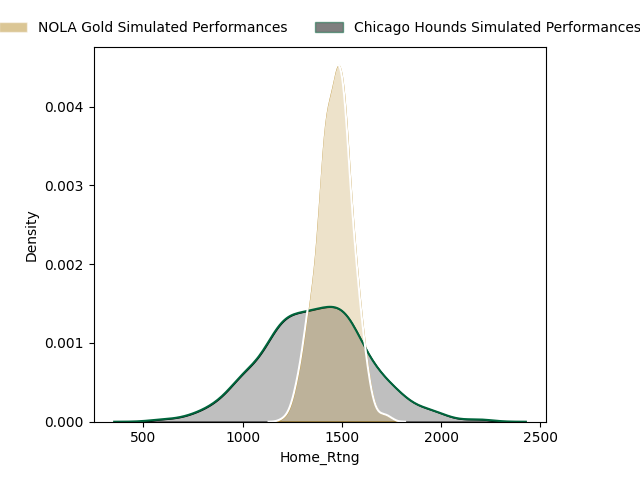 NOLA Gold Simulated Performances Chicago Hounds Simulated Performances
0.004
0.003
0.002
0.001
0.000
Density
500 1000 1500 2000 2500
Home_Rtng